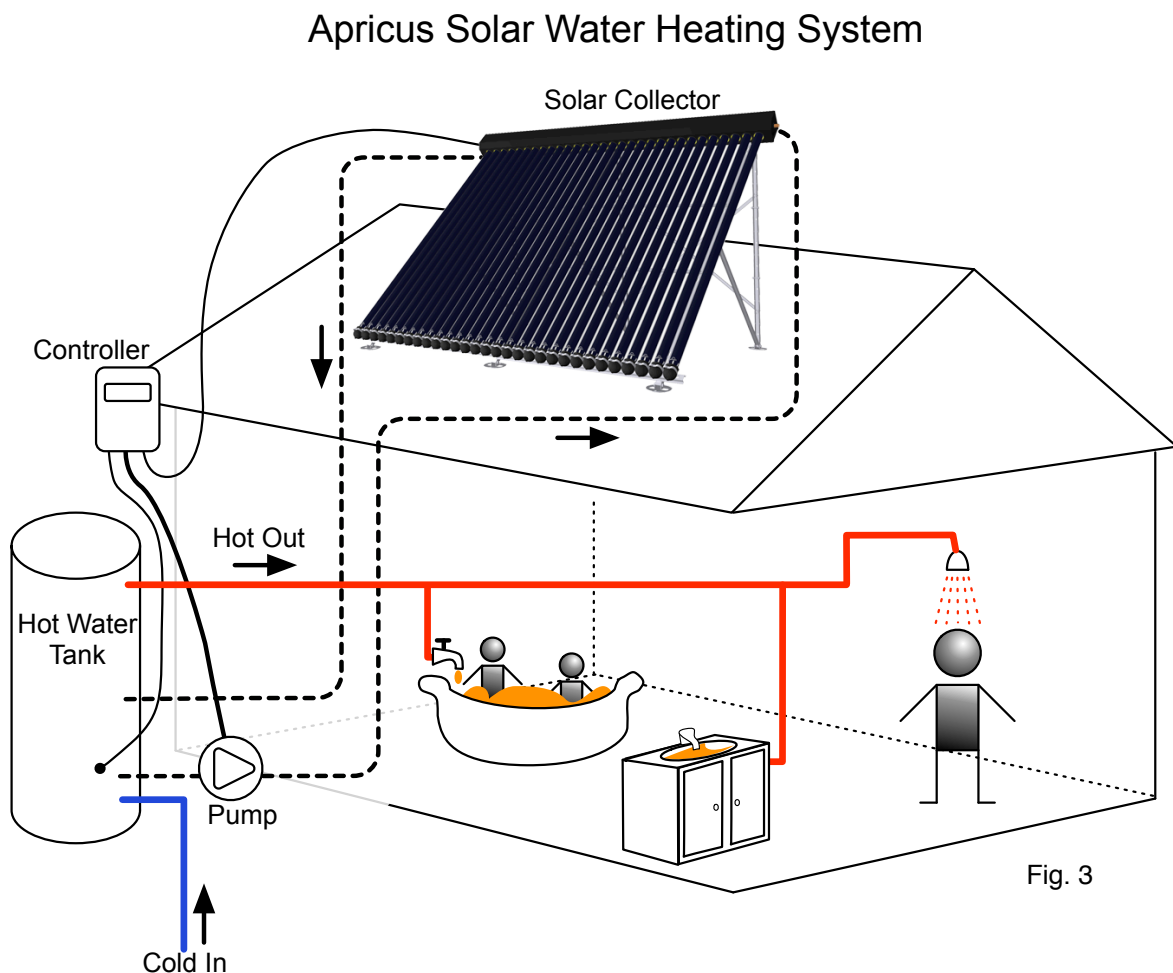 Apricus Solar Water Heating System
Solar Collector
Controller
Hot Out
Hot Water
Tank
Pump
Fig. 3
Cold In